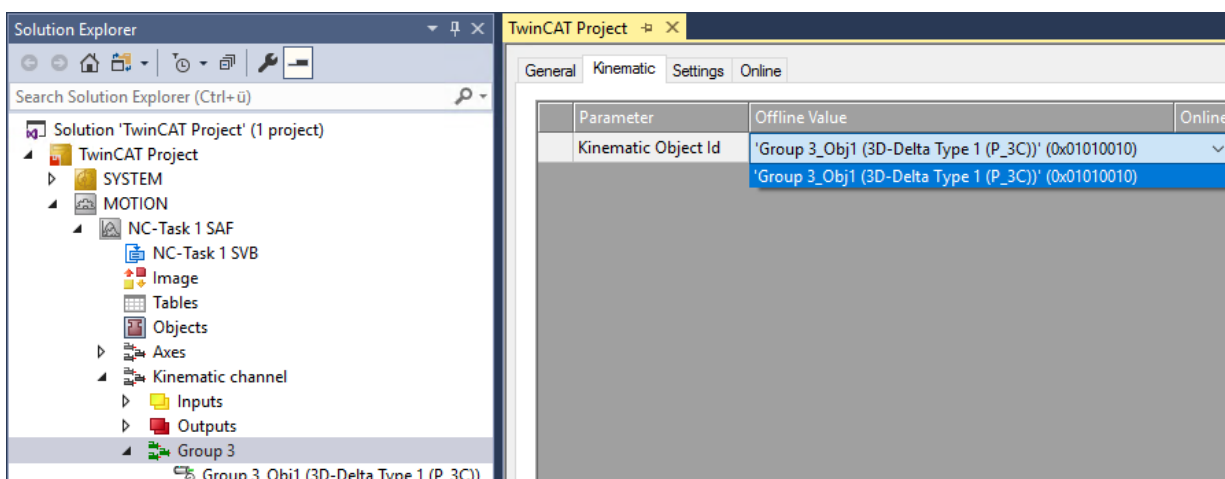 Solution Explorer
Search Solution Explorer (Ctrl+ü)
Solution 'TwinCAT Project' (1 project)
TwinCAT Project
SYSTEM
MOTION
NC-Task 1 SAF
NC-Task 1 SVB
Image
Tables
Objects
Axes
Kinematic channel
Inputs
Outputs
Group 3
Group 3_Obj1 (3D-Delta Type 1 (P_3C))
TwinCAT Project
General Kinematic Settings Online
Parameter Offline Value Online
Kinematic Object Id 'Group 3_Obj1 (3D-Delta Type 1 (P_3C))' (0x01010010)
'Group 3_Obj1 (3D-Delta Type 1 (P_3C))' (0x01010010)